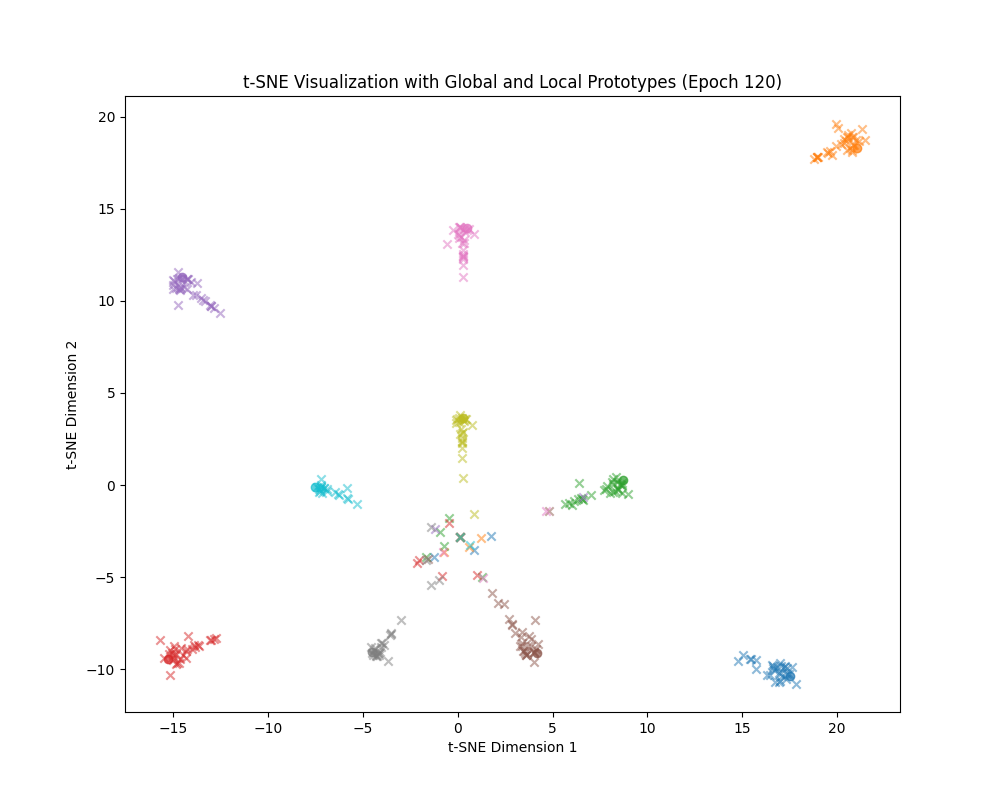 t-SNE Visualization with Global and Local Prototypes (Epoch 120)
20
15
10
5
0
−5
−10
t-SNE Dimension 2
−15 −10 −5 0 5 10 15 20
t-SNE Dimension 1